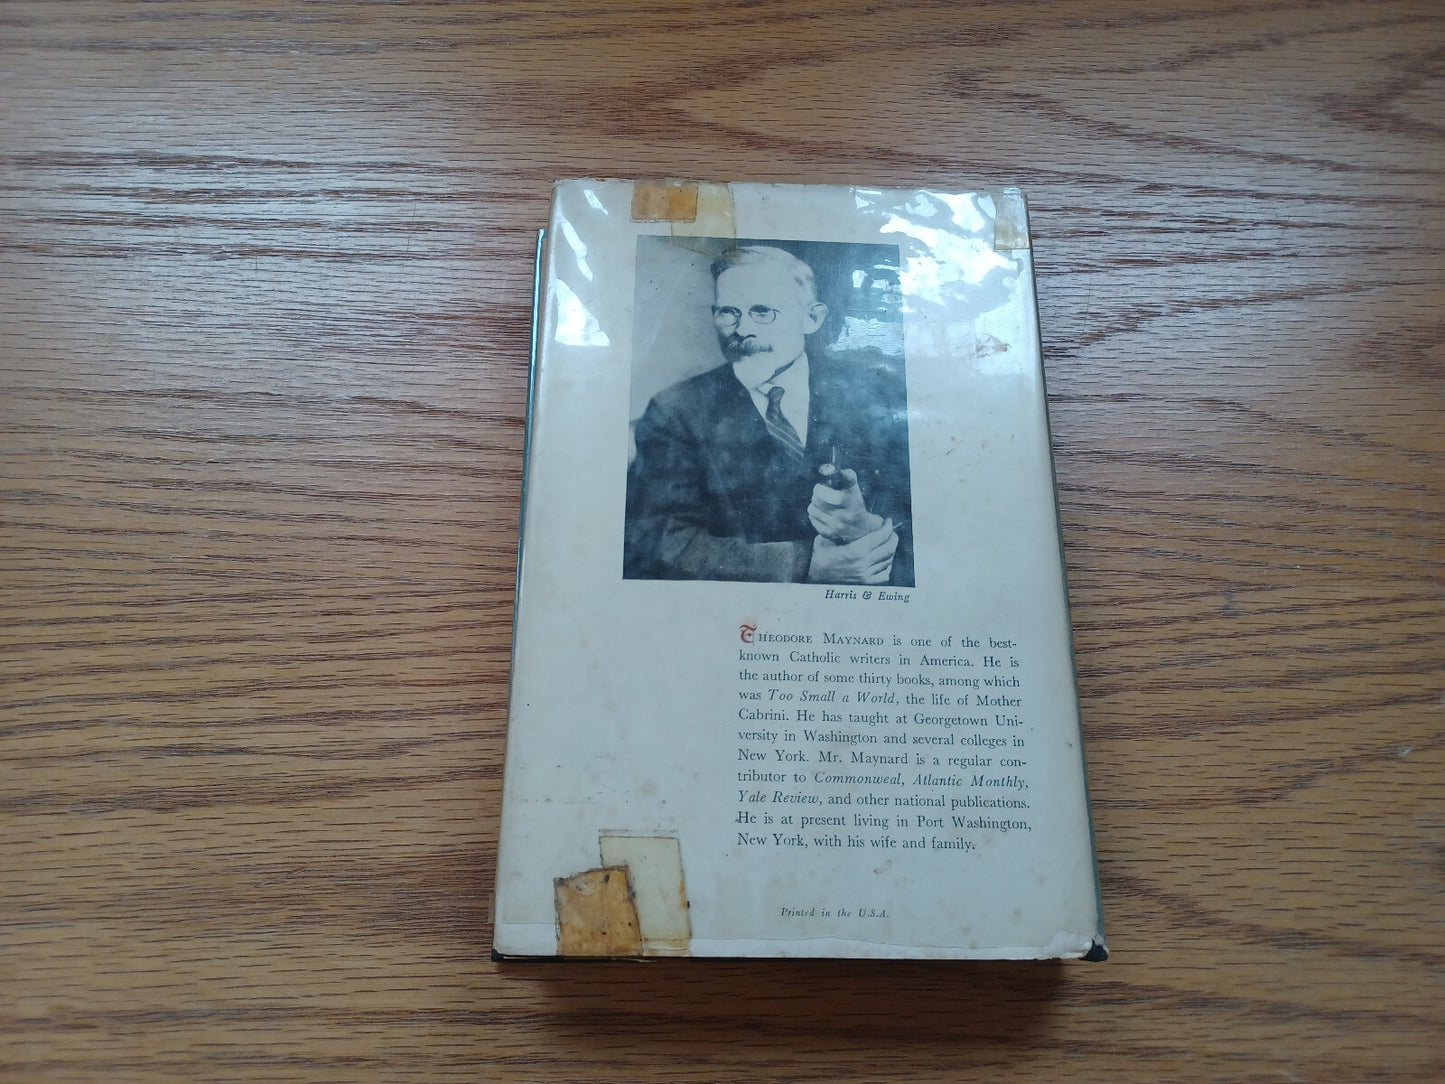 Harris & Ewing
THEODORE MAYNARD is one of the best-
known Catholic writers in America. He is
the author of some thirty books, among which
was Too Small a World, the life of Mother
Cabrini. He has taught at Georgetown Uni-
versity in Washington and several colleges in
New York. Mr. Maynard is a regular con-
tributor to Commonweal, Atlantic Monthly,
Yale Review, and other national publications.
He is at present living in Port Washington,
New York, with his wife and family.
Printed in the U.S.A.